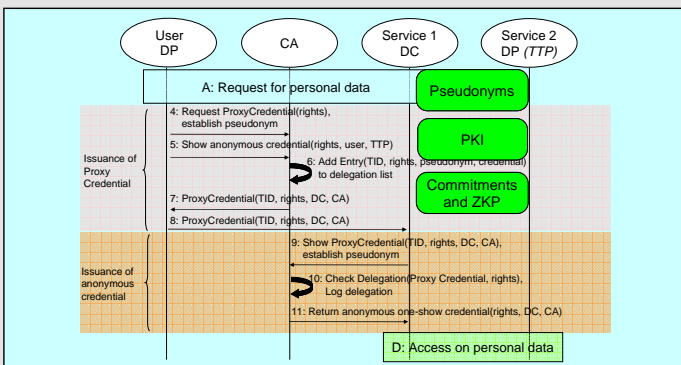 User
DP
CA
Service 1
DC
Service 2
DP (TTP)
A: Request for personal data
Pseudonyms
4: Request ProxyCredential(rights),
establish pseudonym
PKI
5: Show anonymous credential(rights, user, TTP)
Issuance of
Proxy
Credential
6: Add Entry(TID, rights, pseudonym, credential)
to delegation list
Commitments
and ZKP
7: ProxyCredential(TID, rights, DC, CA)
8: ProxyCredential(TID, rights, DC, CA)
9: Show ProxyCredential(TID, rights, DC, CA),
establish pseudonym
Issuance of
anonymous
credential
10: Check Delegation(Proxy Credential, rights),
Log delegation
11: Return anonymous one-show credential(rights, DC, CA)
D: Access on personal data